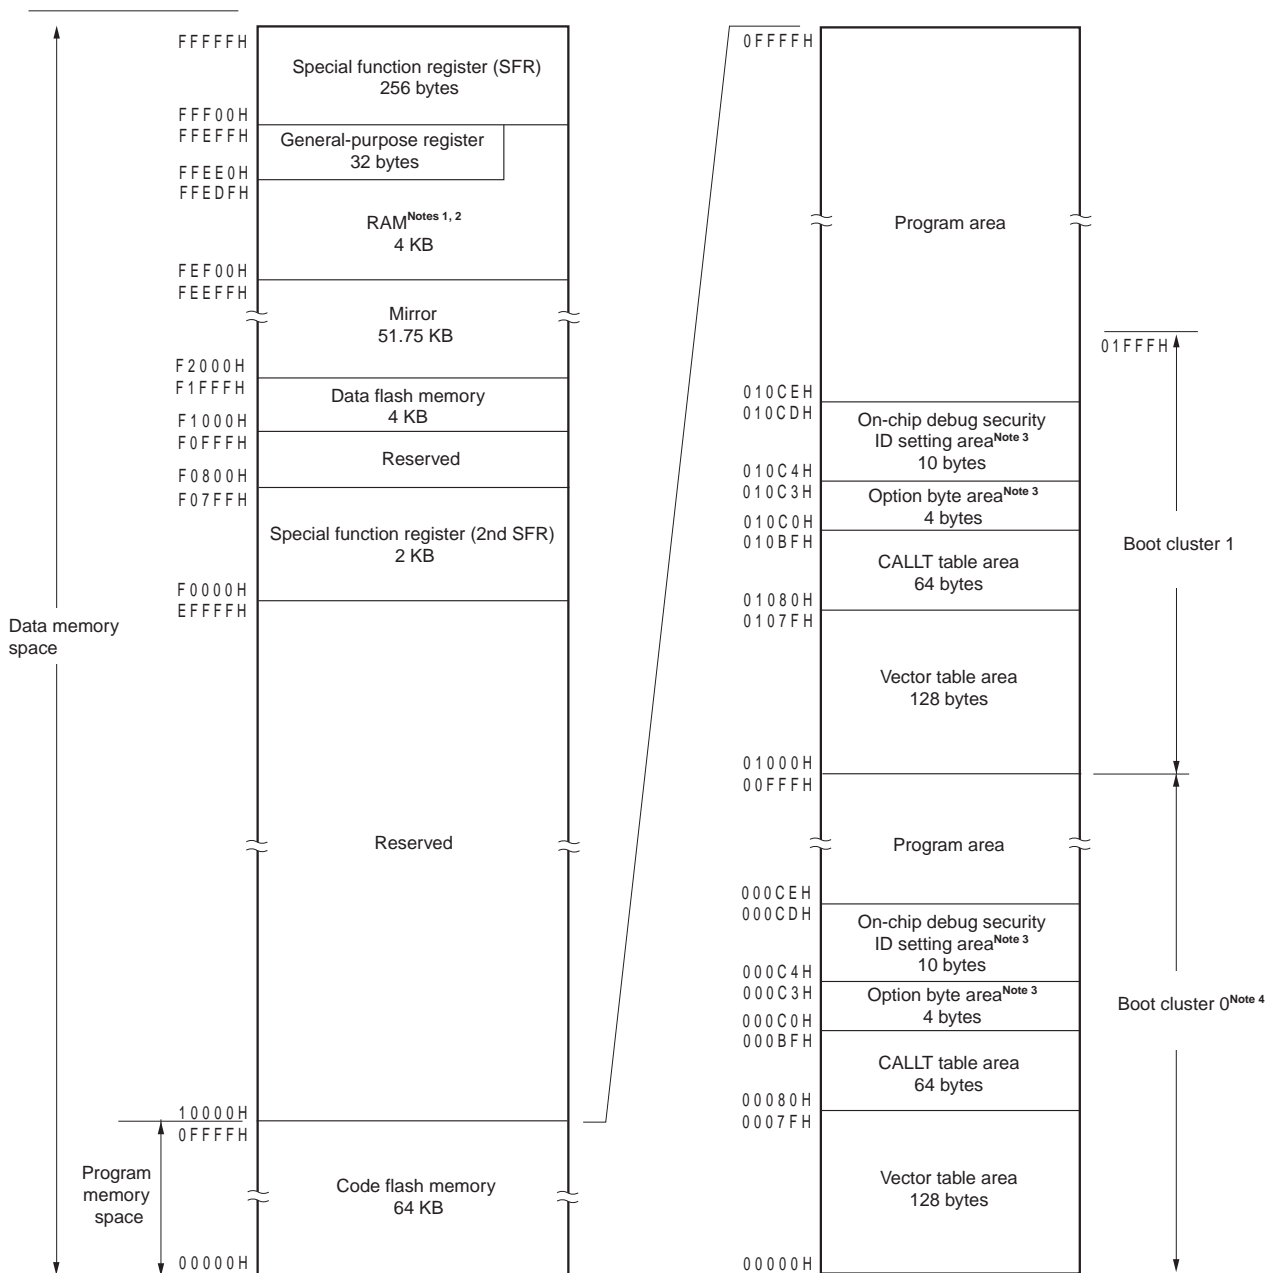 FFFFFH
Special function register (SFR)
256 bytes
FFF00H
FFEFFH
General-purpose register
32 bytes
FFEE0H
FFEDFH
RAMNotes 1, 2
4 KB
FEF00H
FEEFFH
Mirror
51.75 KB
F2000H
F1FFFH
Data flash memory
4 KB
F1000H
F0FFFH
Reserved
F0800H
F07FFH
Special function register (2nd SFR)
2 KB
F0000H
EFFFFH
Data memory
space
Reserved
10000H
0FFFFH
Program
memory
space
Code flash memory
64 KB
00000H
0FFFFH
Program area
01FFFH
010CEH
010CDH
On-chip debug security
ID setting areaNote 3
10 bytes
010C4H
010C3H
Option byte areaNote 3
4 bytes
010C0H
010BFH
Boot cluster 1
CALLT table area
64 bytes
01080H
0107FH
Vector table area
128 bytes
01000H
00FFFH
Program area
000CEH
000CDH
On-chip debug security
ID setting areaNote 3
10 bytes
000C4H
000C3H
Option byte areaNote 3
4 bytes
Boot cluster 0Note 4
000C0H
000BFH
CALLT table area
64 bytes
00080H
0007FH
Vector table area
128 bytes
00000H